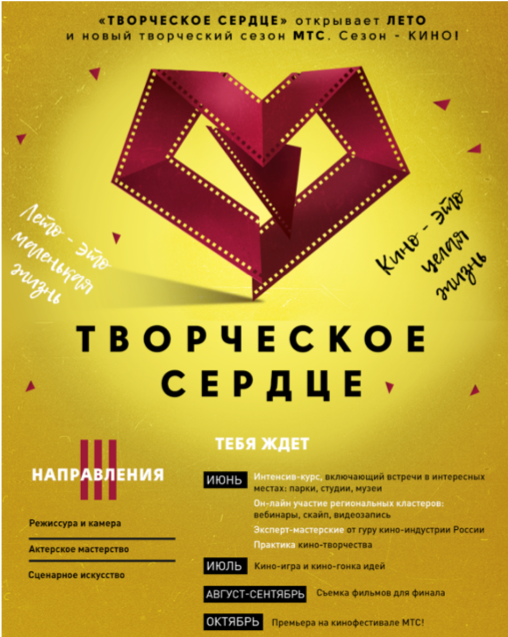 «ТВОРЧЕСКОЕ СЕРДЦЕ» открывает ЛЕТО
и новый творческий сезон МТС. Сезон - КИНО!
Лето - это
маленькая
жизнь
Кино - это
целая
жизнь
ТВОРЧЕСКОЕ
СЕРДЦЕ
НАПРАВЛЕНИЯ
Режиссура и камера
Актерское мастерство
Сценарное искусство
ТЕБЯ ЖДЕТ
ИЮНЬ Интенсив-курс, включающий встречи в интересных
местах: парки, студии, музеи
Он-лайн участие региональных кластеров:
вебинары, скайп, видеозапись
Эксперт-мастерские от гуру кино-индустрии России
Практика кино-творчества
ИЮЛЬ Кино-игра и кино-гонка идей
АВГУСТ-СЕНТЯБРЬ Съемка фильмов для финала
ОКТЯБРЬ Премьера на кинофестивале МТС!